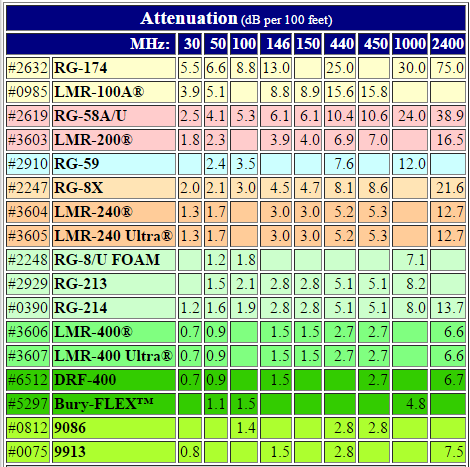 Attenuation (dB per 100 feet)
MHz: 30 50 100 146 150 440 450 1000 2400
#2632 RG-174 5.5 6.6 8.8 13.0 25.0 30.0 75.0
#0985 LMR-100A® 3.9 5.1 8.8 8.9 15.6 15.8
#2619 RG-58A/U 2.5 4.1 5.3 6.1 6.1 10.4 10.6 24.0 38.9
#3603 LMR-200® 1.8 2.3 3.9 4.0 6.9 7.0 16.5
#2910 RG-59 2.4 3.5 7.6 12.0
#2247 RG-8X 2.0 2.1 3.0 4.5 4.7 8.1 8.6 21.6
#3604 LMR-240® 1.3 1.7 3.0 3.0 5.2 5.3 12.7
#3605 LMR-240 Ultra® 1.3 1.7 3.0 3.0 5.2 5.3 12.7
#2248 RG-8/U FOAM 1.2 1.8 7.1
#2929 RG-213 1.5 2.1 2.8 2.8 5.1 5.1 8.2
#0390 RG-214 1.2 1.6 1.9 2.8 2.8 5.1 5.1 8.0 13.7
#3606 LMR-400® 0.7 0.9 1.5 1.5 2.7 2.7 6.6
#3607 LMR-400 Ultra® 0.7 0.9 1.5 1.5 2.7 2.7 6.6
#6512 DRF-400 0.7 0.9 1.5 2.7 6.7
#5297 Bury-FLEX™ 1.1 1.5 4.8
#0812 9086 1.4 2.8 2.8
#0075 9913 0.8 1.5 2.8 7.5